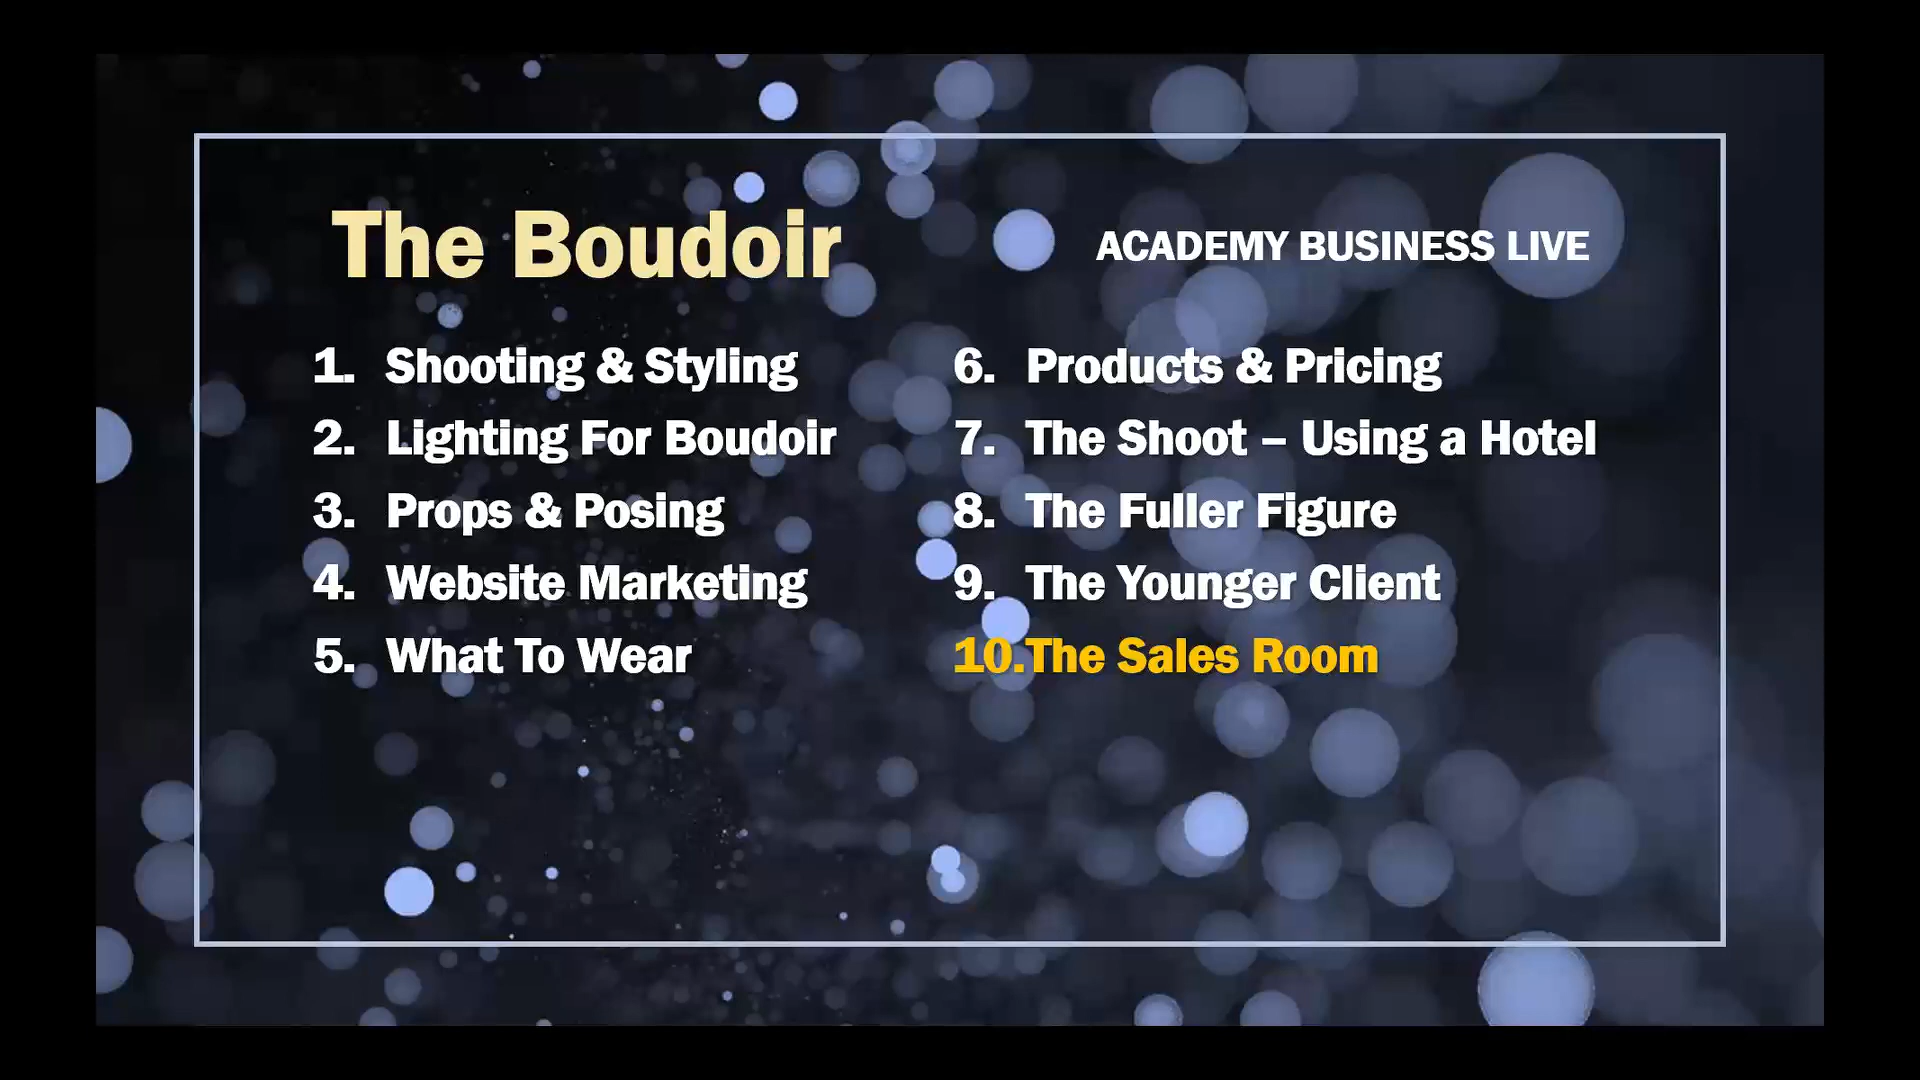 The Boudoir
ACADEMY BUSINESS LIVE
1. Shooting & Styling
2. Lighting For Boudoir
3. Props & Posing
4. Website Marketing
5. What To Wear
6. Products & Pricing
7. The Shoot – Using a Hotel
8. The Fuller Figure
9. The Younger Client
10.The Sales Room